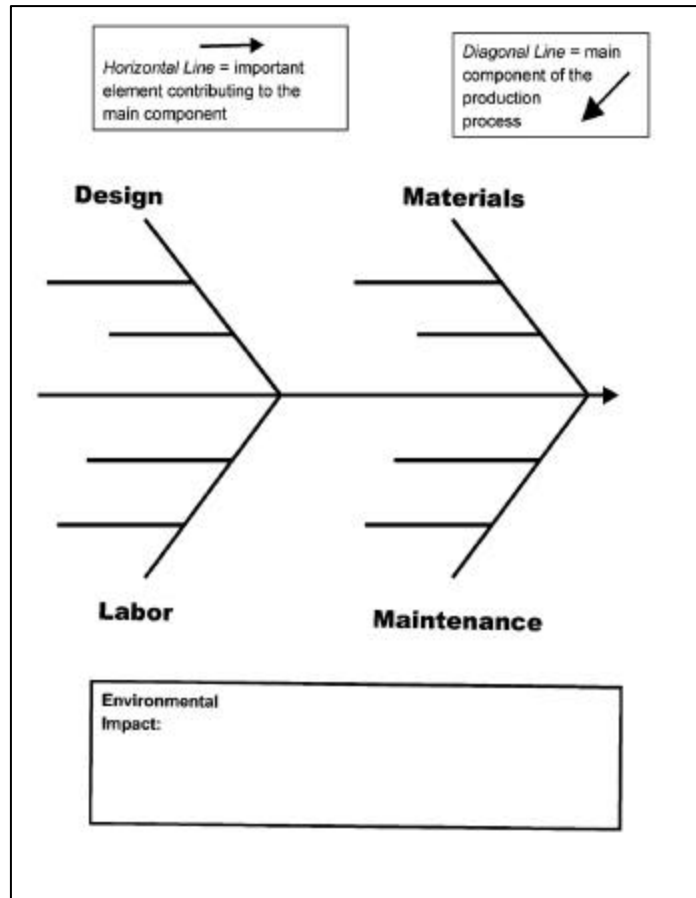 Horizontal Line = important
element contributing to the
main component
Diagonal Line = main
component of the
production
process
Design
Materials
Labor
Maintenance
Environmental
Impact: